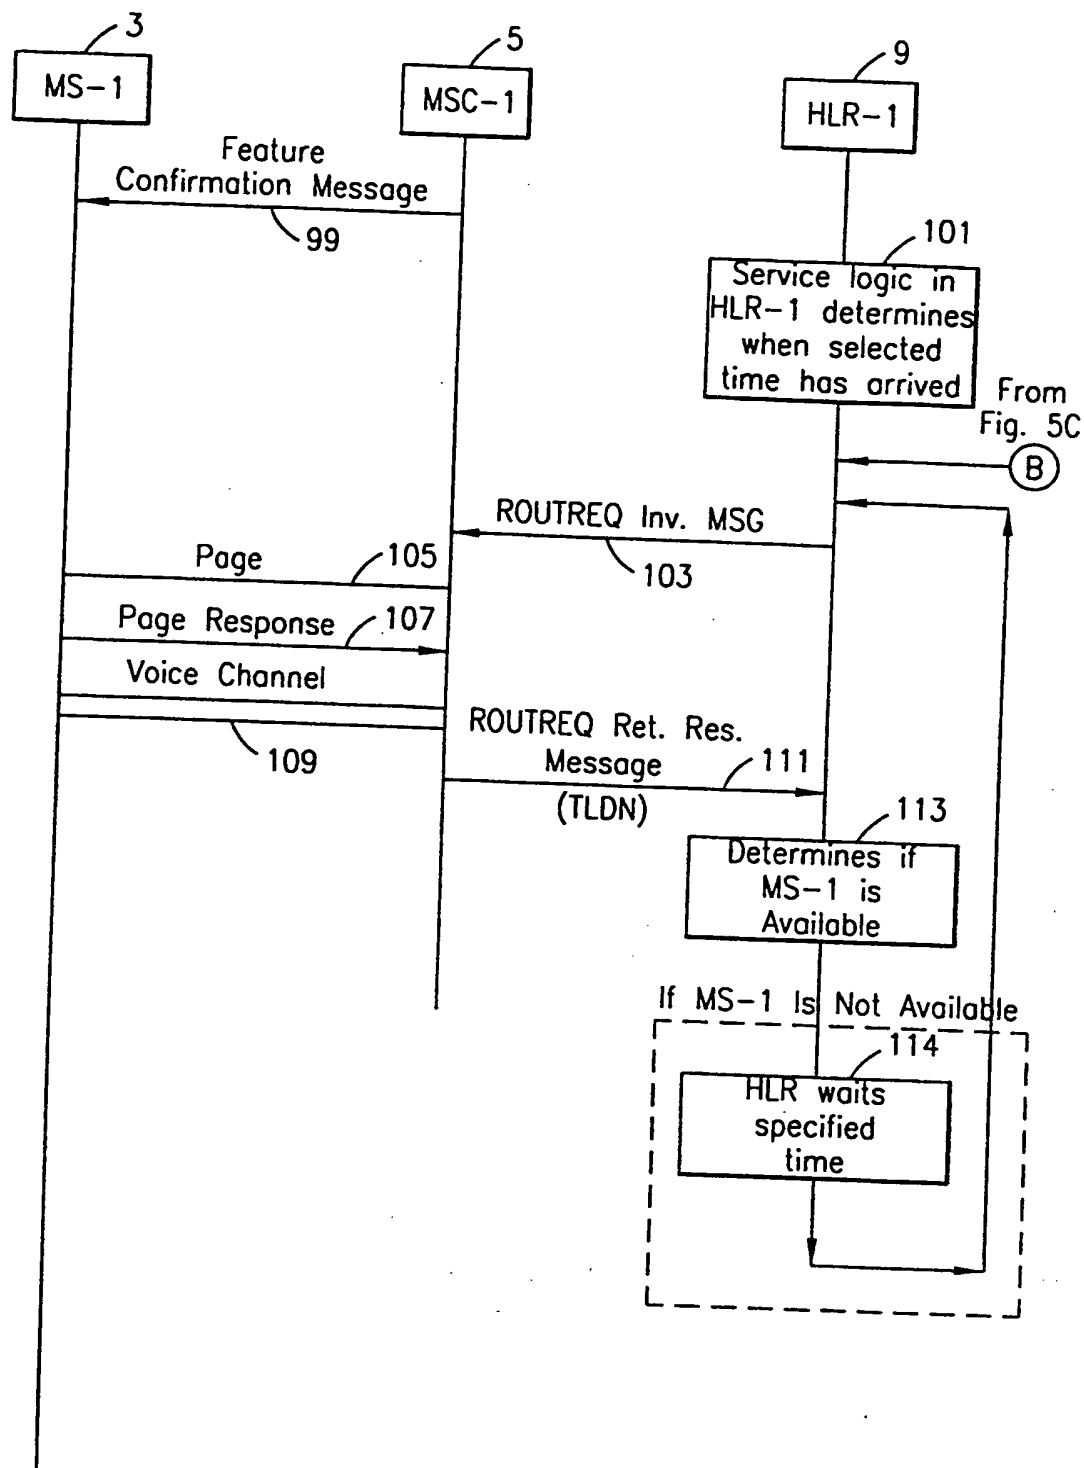 3
5
9
MS-1
MSC-1
HLR-1
Feature
Confirmation Message
99
101
Service logic in
HLR-1 determines
when selected
time has arrived
From
Fig. 5C
B
ROUTREQ Inv. MSG
103
Page
105
Page Response
107
Voice Channel
109
ROUTREQ Ret. Res.
Message
111
(TLDN)
113
Determines if
MS-1 is
Available
If MS-1 Is Not Available
114
HLR waits
specified
time